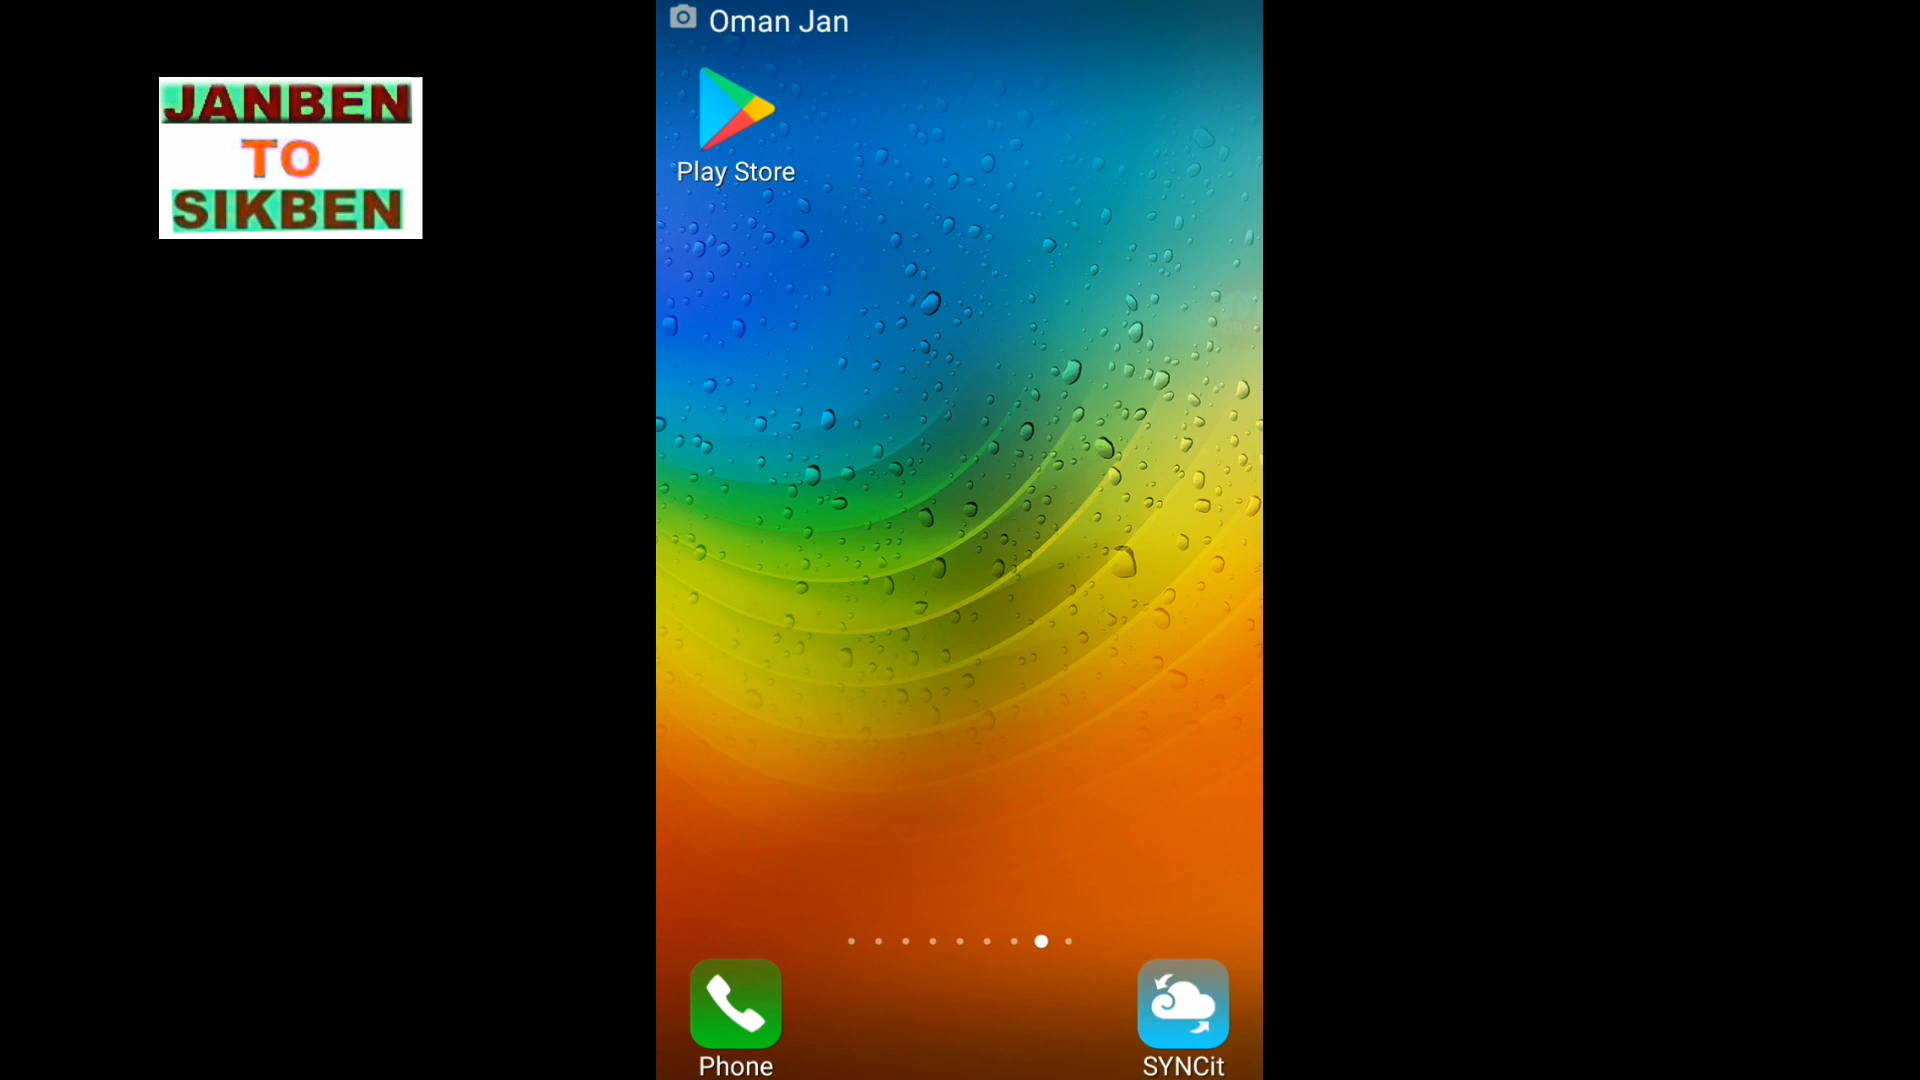 Oman Jan
JANBEN
TO
SIKBEN
Play Store
Phone
SYNCit